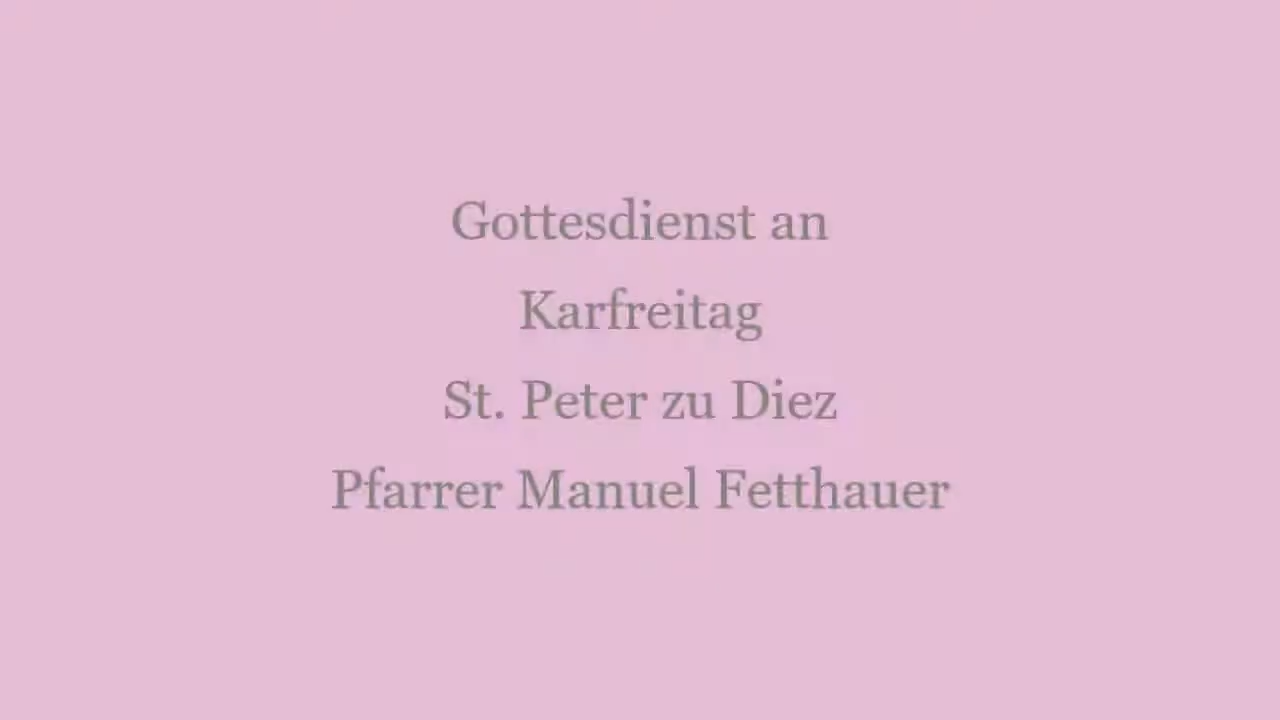 Gottesdienst an
Karfreitag
St. Peter zu Diez
Pfarrer Manuel Fetthauer